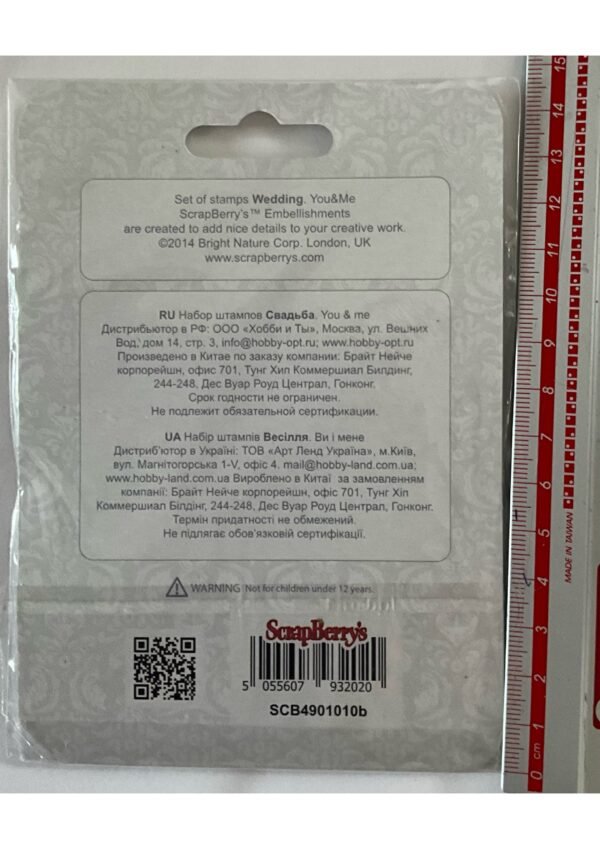 Set of stamps Wedding. You&Me
ScrapBerry's™ Embellishments
are created to add nice details to your creative work.
©2014 Bright Nature Corp. London, UK
www.scrapberrys.com
RU Набор штампов Свадьба. You & me
Дистрибьютор в РФ: ООО «Хобби и Ты», Москва, ул. Вешних
Вод, дом 14, стр. 3, info@hobby-opt.ru; www.hobby-opt.ru
Произведено в Китае по заказу компании: Брайт Нейче
корпорейшн, офис 701, Тунг Хип Коммершиал Билдинг,
244-248, Дес Вуар Роуд Централ, Гонконг.
Срок годности не ограничен.
Не подлежит обязательной сертификации.
UA Набір штампів Весілля. Ви і мене
Дистриб'ютор в Україні: ТОВ «Арт Ленд Україна», м.Київ,
вул. Магнітогорська 1-V, офіс 4. mail@hobby-land.com.ua;
www.hobby-land.com.ua Вироблено в Китаї за замовленням
компанії: Брайт Нейче корпорейшн, офис 701, Тунг Хіп
Коммершиал Білдінг, 244-248, Дес Вуар Роуд Централ, Гонконг.
Термін придатності не обмежений.
Не підлягає обов'язковій сертифікації.
WARNING Not for children under 12 years.
ScrapBerry's
5 055607 932020
SCB4901010b
15
14
13
12
11
10
9
8
7
6
5
4
3
2
1
0 cm
MADE IN TAIWAN